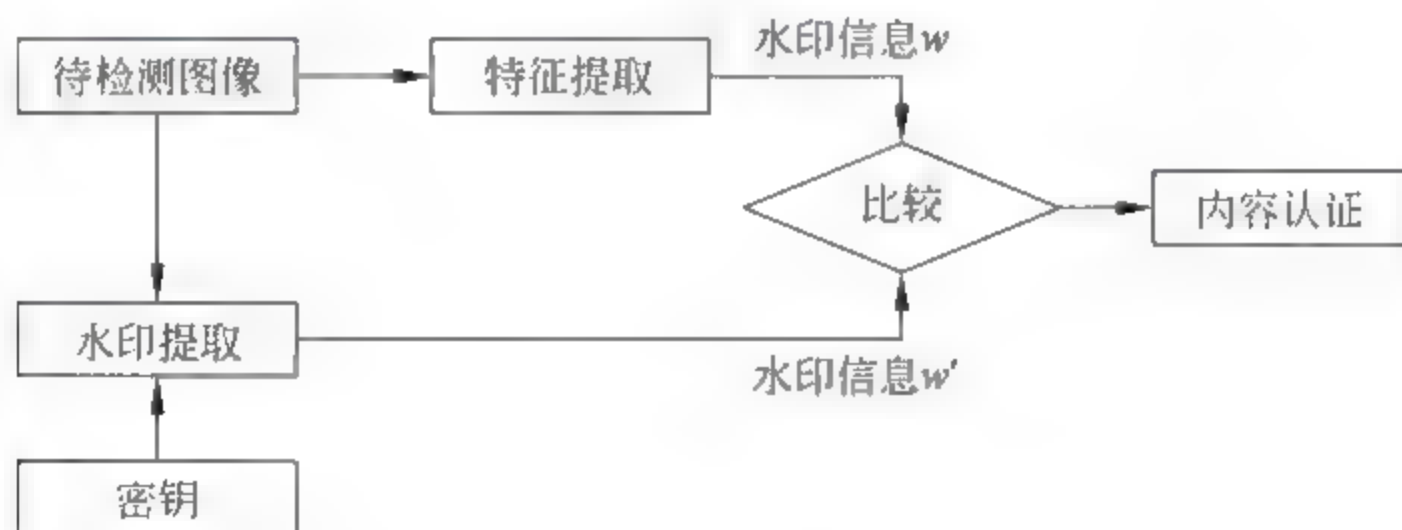 水印信息w
待检测图像
特征提取
比较
内容认证
水印提取
水印信息w'
密钥